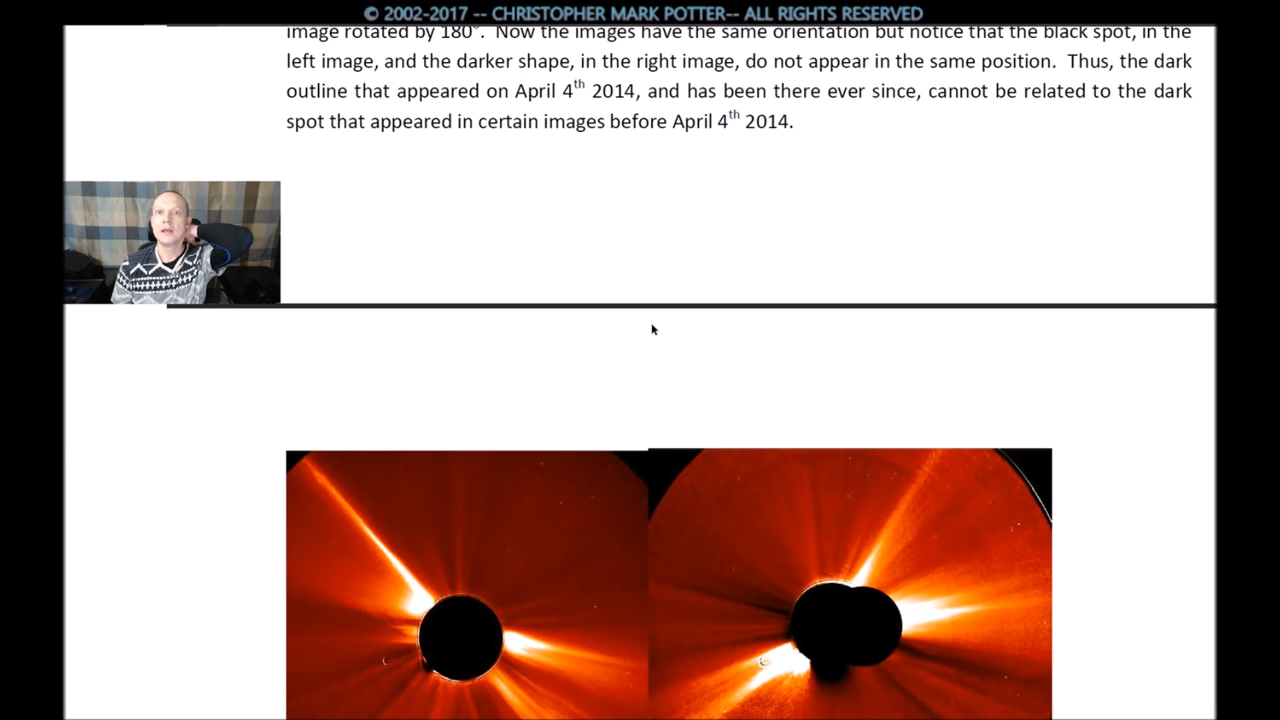 © 2002-2017 -- CHRISTOPHER MARK POTTER-- ALL RIGHTS RESERVED
image rotated by 180°. Now the images have the same orientation but notice that the black spot, in the
left image, and the darker shape, in the right image, do not appear in the same position. Thus, the dark
outline that appeared on April 4th 2014, and has been there ever since, cannot be related to the dark
spot that appeared in certain images before April 4th 2014.